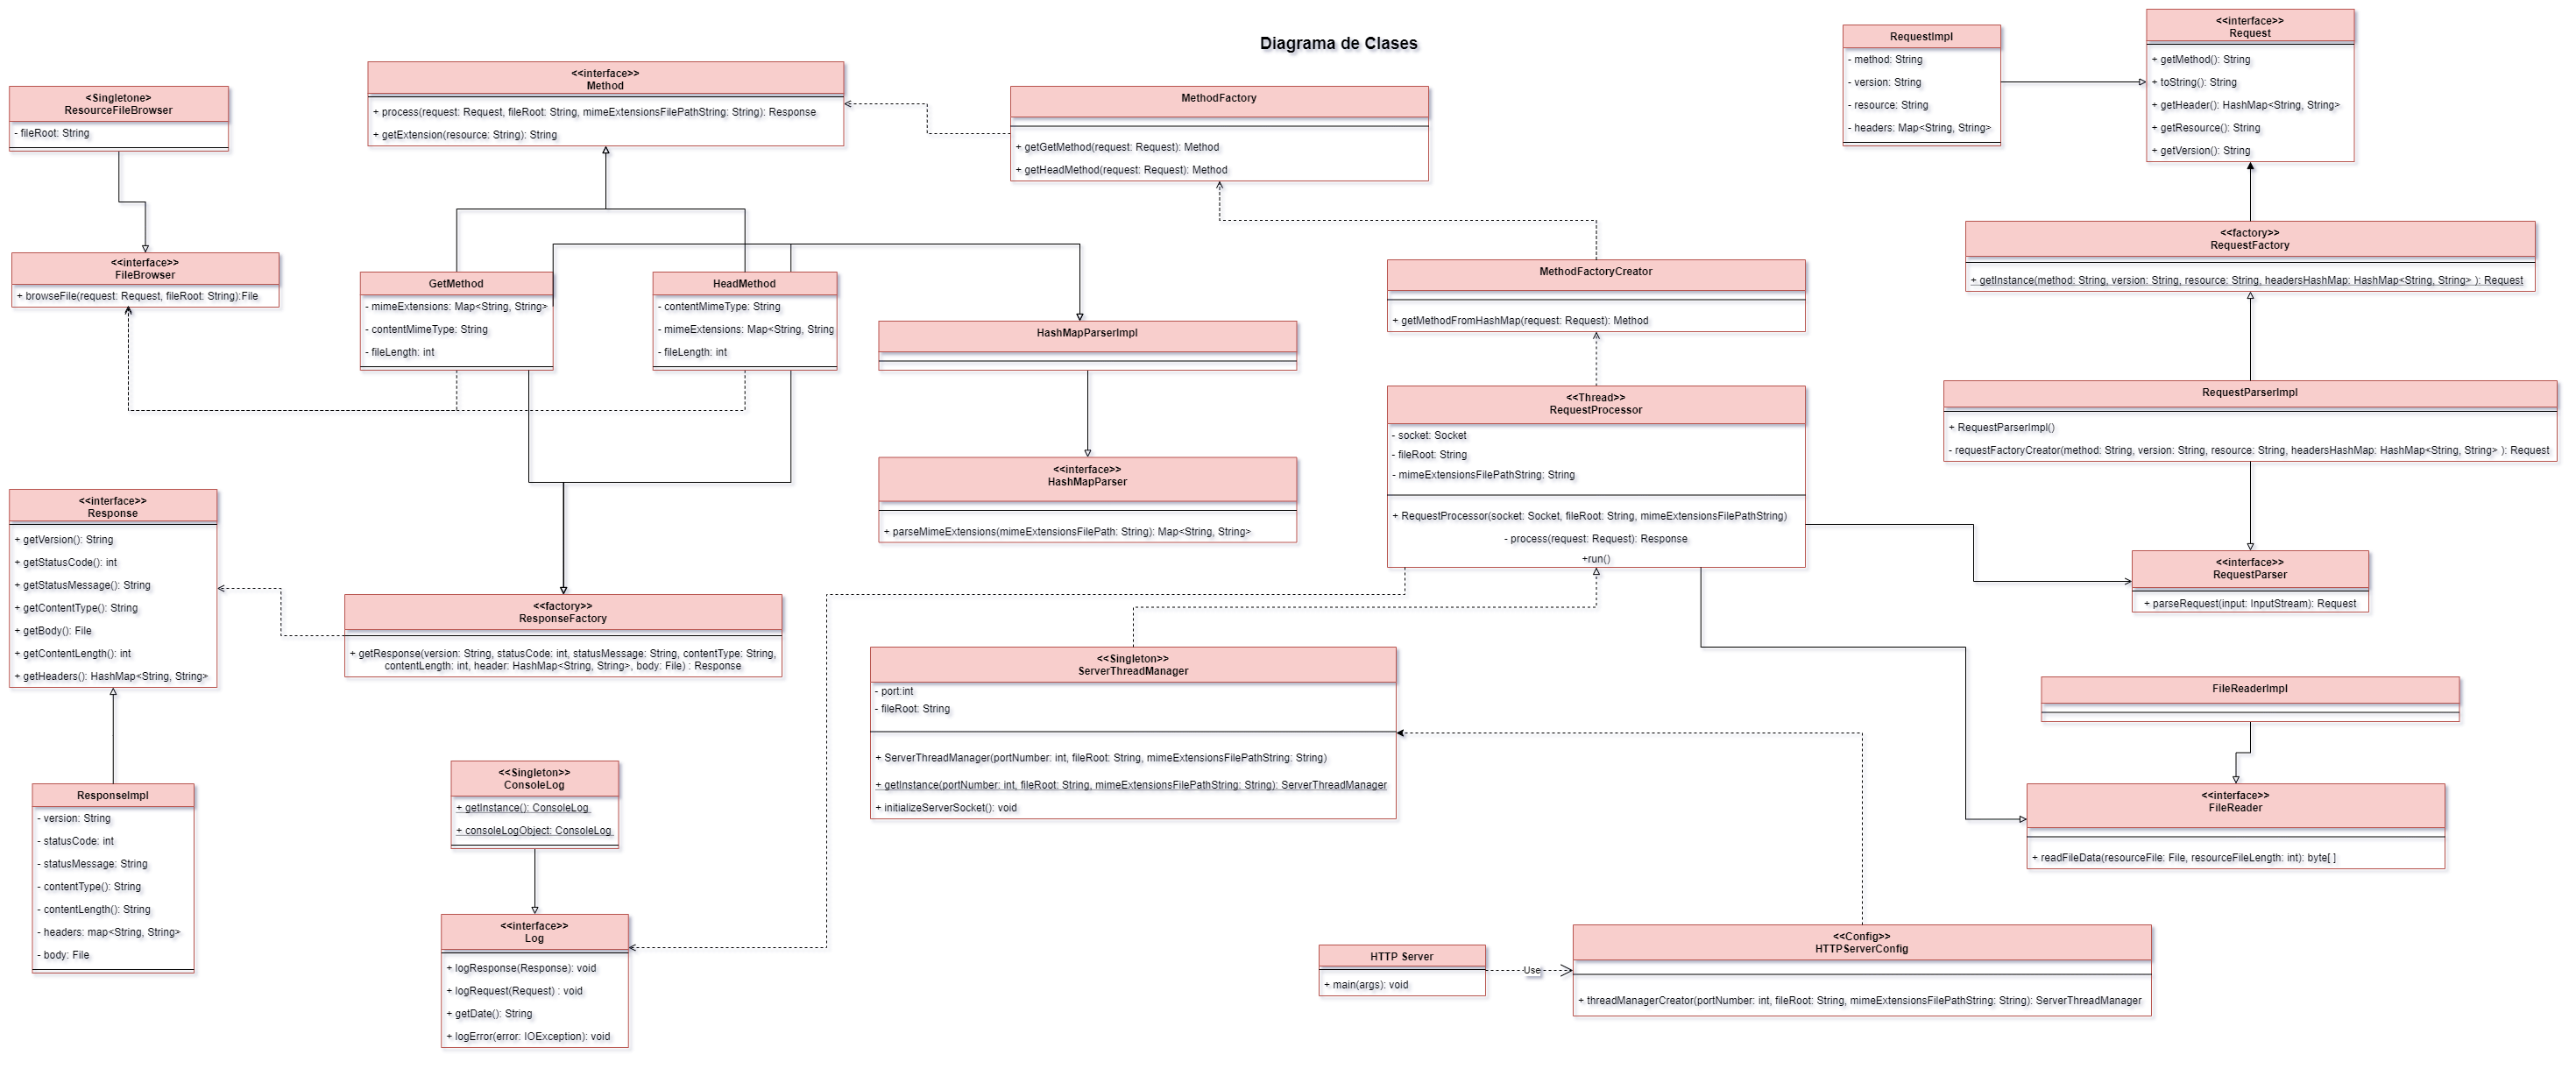 Diagrama de Clases
<Singletone>
ResourceFileBrowser
- fileRoot: String
<<interface>>
FileBrowser
+ browseFile(request: Request, fileRoot: String):File
<<interface>>
Method
+ process(request: Request, fileRoot: String, mimeExtensionsFilePathString: String): Response
+ getExtension(resource: String): String
MethodFactory
+ getGetMethod(request: Request): Method
+ getHeadMethod(request: Request): Method
RequestImpl
- method: String
- version: String
- resource: String
- headers: Map<String, String>
<<interface>>
Request
+ getMethod(): String
+ toString(): String
+ getHeader(): HashMap<String, String>
+ getResource(): String
+ getVersion(): String
<<factory>>
RequestFactory
+ getInstance(method: String, version: String, resource: String, headersHashMap: HashMap<String, String> ): Request
GetMethod
- mimeExtensions: Map<String, String>
- contentMimeType: String
- fileLength: int
HeadMethod
- contentMimeType: String
- mimeExtensions: Map<String, String
- fileLength: int
HashMapParserImpl
<<interface>>
HashMapParser
+ parseMimeExtensions(mimeExtensionsFilePath: String): Map<String, String>
MethodFactoryCreator
+ getMethodFromHashMap(request: Request): Method
<<Thread>>
RequestProcessor
- socket: Socket
- fileRoot: String
- mimeExtensionsFilePathString: String
+ RequestProcessor(socket: Socket, fileRoot: String, mimeExtensionsFilePathString)
- process(request: Request): Response
+run()
RequestParserImpl
+ RequestParserImpl()
- requestFactoryCreator(method: String, version: String, resource: String, headersHashMap: HashMap<String, String> ): Request
<<interface>>
RequestParser
+ parseRequest(input: InputStream): Request
<<interface>>
Response
+ getVersion(): String
+ getStatusCode(): int
+ getStatusMessage(): String
+ getContentType(): String
+ getBody(): File
+ getContentLength(): int
+ getHeaders(): HashMap<String, String>
<<factory>>
ResponseFactory
+ getResponse(version: String, statusCode: int, statusMessage: String, contentType: String,
contentLength: int, header: HashMap<String, String>, body: File) : Response
<<Singleton>>
ServerThreadManager
- port:int
- fileRoot: String
+ ServerThreadManager(portNumber: int, fileRoot: String, mimeExtensionsFilePathString: String)
+ getInstance(portNumber: int, fileRoot: String, mimeExtensionsFilePathString: String): ServerThreadManager
+ initializeServerSocket(): void
FileReaderImpl
<<interface>>
FileReader
+ readFileData(resourceFile: File, resourceFileLength: int): byte[ ]
ResponseImpl
- version: String
- statusCode: int
- statusMessage: String
- contentType(): String
- contentLength(): String
- headers: map<String, String>
- body: File
<<Singleton>>
ConsoleLog
+ getInstance(): ConsoleLog
+ consoleLogObject: ConsoleLog
<<interface>>
Log
+ logResponse(Response): void
+ logRequest(Request) : void
+ getDate(): String
+ logError(error: IOException): void
HTTP Server
+ main(args): void
Use
<<Config>>
HTTPServerConfig
+ threadManagerCreator(portNumber: int, fileRoot: String, mimeExtensionsFilePathString: String): ServerThreadManager